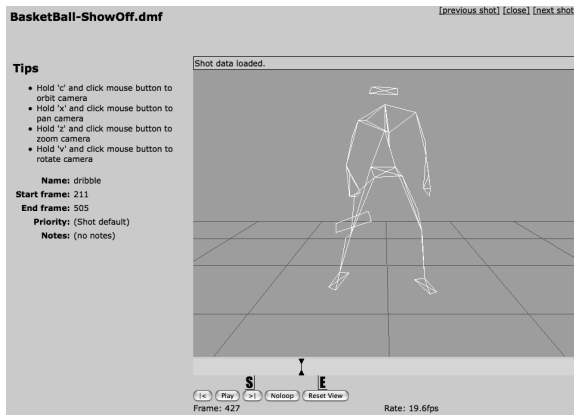 BasketBall-ShowOff.dmf
[previous shot] [close] [next shot
Tips
• Hold 'c' and click mouse button to
orbit camera
• Hold 'x' and click mouse button to
pan camera
• Hold 'z' and click mouse button to
zoom camera
• Hold 'v' and click mouse button to
rotate camera
Name: dribble
Start frame: 211
End frame: 505
Priority: (Shot default)
Notes: (no notes)
Shot data loaded.
S E
|< Play >| Noloop Reset View
Frame: 427 Rate: 19.6fps